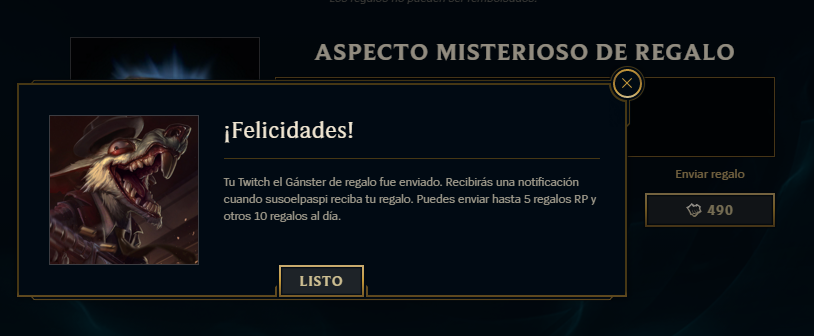 Los regalos no pueden ser reembolsados.
ASPECTO MISTERIOSO DE REGALO
¡Felicidades!
Tu Twitch el Gánster de regalo fue enviado. Recibirás una notificación
cuando susoelpaspi reciba tu regalo. Puedes enviar hasta 5 regalos RP y
otros 10 regalos al día.
Enviar regalo
490
LISTO